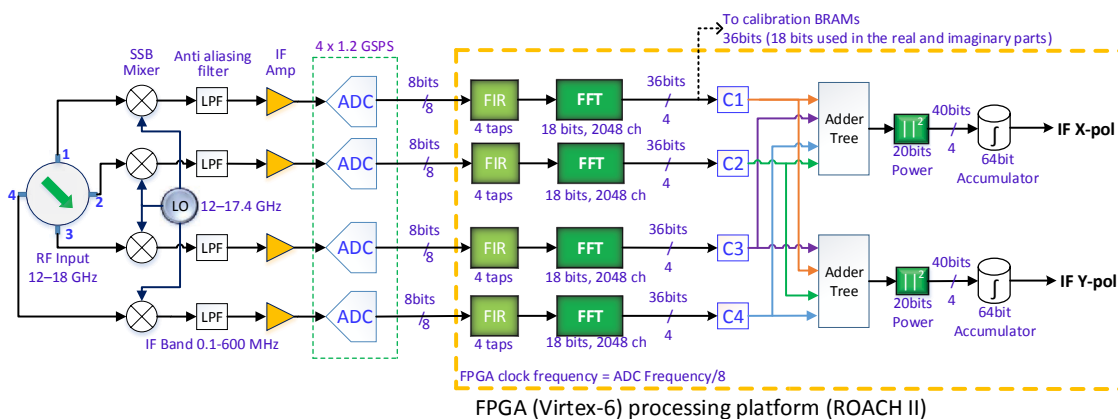 To calibration BRAMs
36bits (18 bits used in the real and imaginary parts)
SSB
Mixer
Anti aliasing
filter
IF
Amp
4 x 1.2 GSPS
LPF
ADC
8bits
8
FIR
4 taps
FFT
18 bits, 2048 ch
36bits
4
C1
Adder
Tree
||²
20bits
Power
40bits
4
∫
64bit
Accumulator
IF X-pol
1
2
3
4
LPF
ADC
8bits
8
FIR
4 taps
FFT
18 bits, 2048 ch
36bits
4
C2
LO
12–17.4 GHz
RF Input
12–18 GHz
LPF
ADC
8bits
8
FIR
4 taps
FFT
18 bits, 2048 ch
36bits
4
C3
Adder
Tree
||²
20bits
Power
40bits
4
∫
64bit
Accumulator
IF Y-pol
LPF
IF Band 0.1-600 MHz
ADC
8bits
8
FIR
4 taps
FFT
18 bits, 2048 ch
36bits
4
C4
FPGA clock frequency = ADC Frequency/8
FPGA (Virtex-6) processing platform (ROACH II)